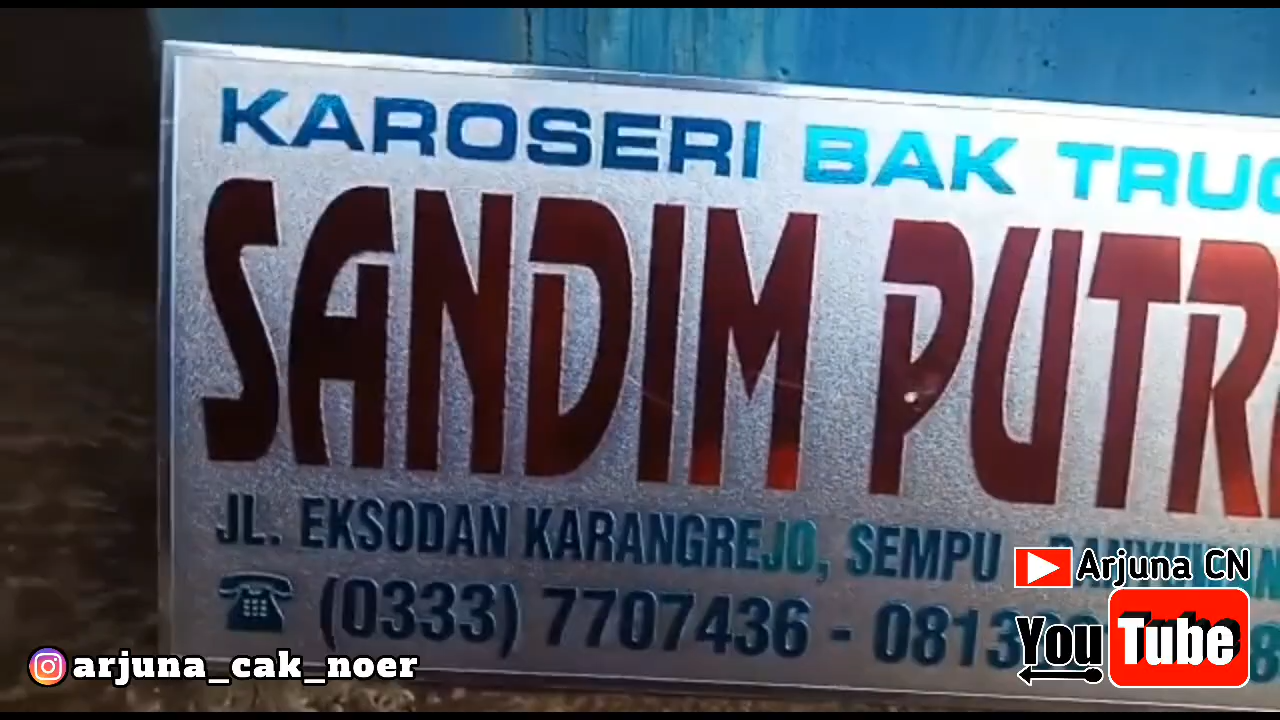 KAROSERI BAK
SANDIM
JL. EKSODAN KARANGREJO, SEMPU
(0333) 7707436 -
Arjuna CN
YouTube
arjuna_cak_noer